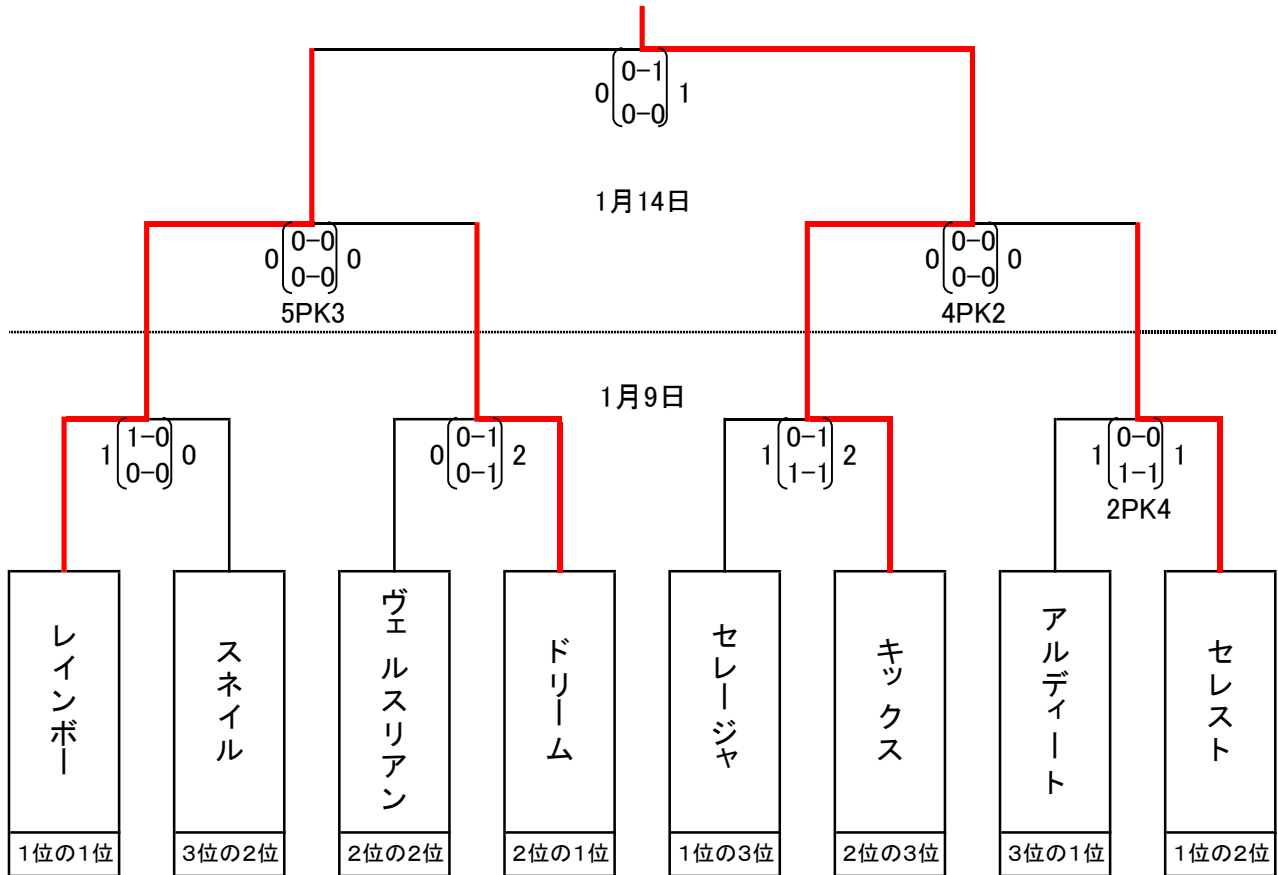 0 0-1 1
0-0
1月14日
0 0-0 0
0-0
5PK3
0 0-0 0
0-0
4PK2
1月9日
1 1-0 0
0-0
0 0-1 2
0-1
1 0-1 2
1-1
1 0-0 1
1-1
2PK4
レインボー
スネイル
ヴェルスリアン
ドリーム
セレージャ
キックス
アルディート
セレスト
1位の1位
3位の2位
2位の2位
2位の1位
1位の3位
2位の3位
3位の1位
1位の2位